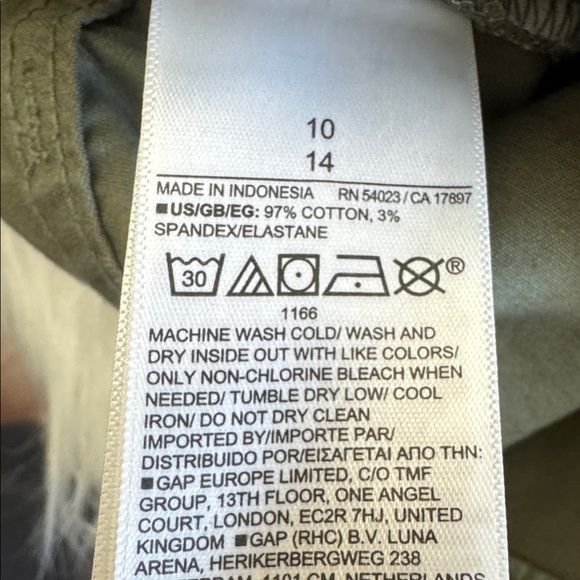 10
14
MADE IN INDONESIA RN 54023 / CA 17897
■US/GB/EG: 97% COTTON, 3%
SPANDEX/ELASTANE
30 ®
1166
MACHINE WASH COLD/ WASH AND
DRY INSIDE OUT WITH LIKE COLORS/
ONLY NON-CHLORINE BLEACH WHEN
NEEDED/ TUMBLE DRY LOW/ COOL
IRON/ DO NOT DRY CLEAN
IMPORTED BY/IMPORTE PAR/
DISTRIBUIDO POR/ΕΙΣΑΓΕΤΑΙ ΑΠΟ ΤΗΝ:
■GAP EUROPE LIMITED, C/O TMF
GROUP, 13TH FLOOR, ONE ANGEL
COURT, LONDON, EC2R 7HJ, UNITED
KINGDOM ■GAP (RHC) B.V. LUNA
ARENA, HERIKERBERGWEG 238
1101 CM, NETHERLANDS